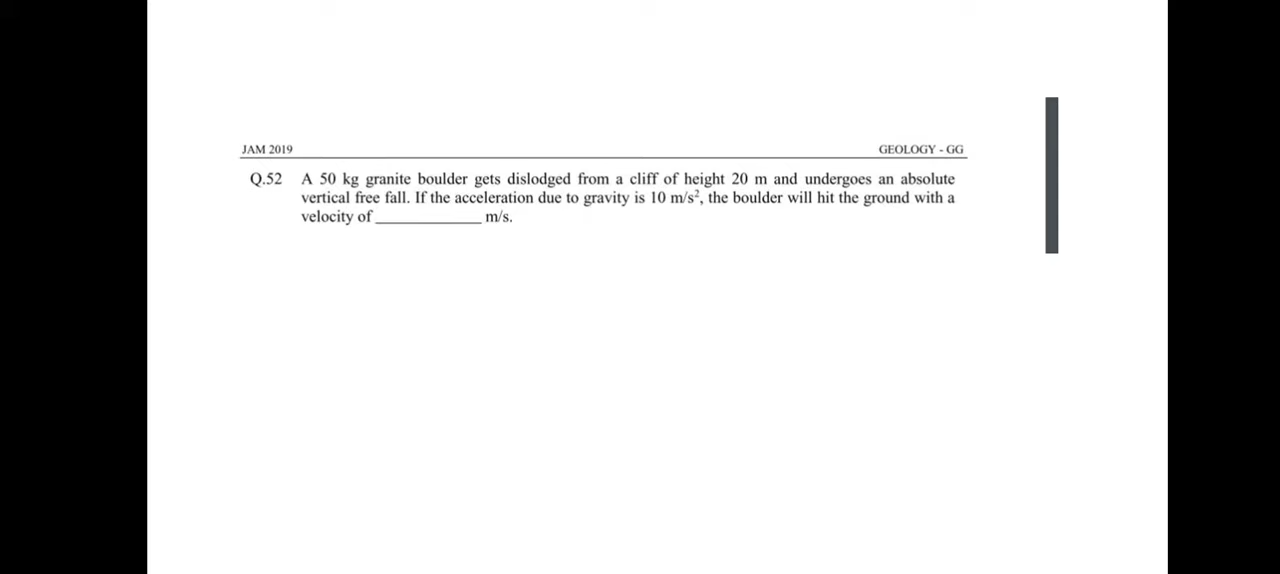 JAM 2019 GEOLOGY - GG
Q.52 A 50 kg granite boulder gets dislodged from a cliff of height 20 m and undergoes an absolute
vertical free fall. If the acceleration due to gravity is 10 m/s², the boulder will hit the ground with a
velocity of ______________ m/s.